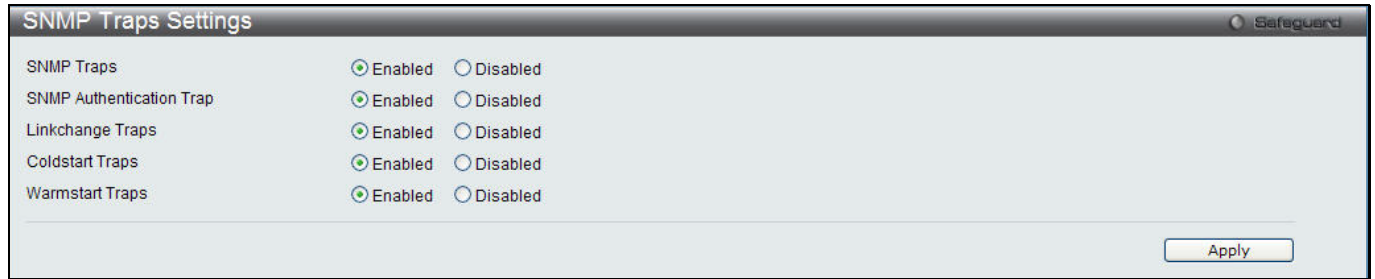 SNMP Traps Settings Safeguard
SNMP Traps Enabled Disabled
SNMP Authentication Trap Enabled Disabled
Linkchange Traps Enabled Disabled
Coldstart Traps Enabled Disabled
Warmstart Traps Enabled Disabled
Apply